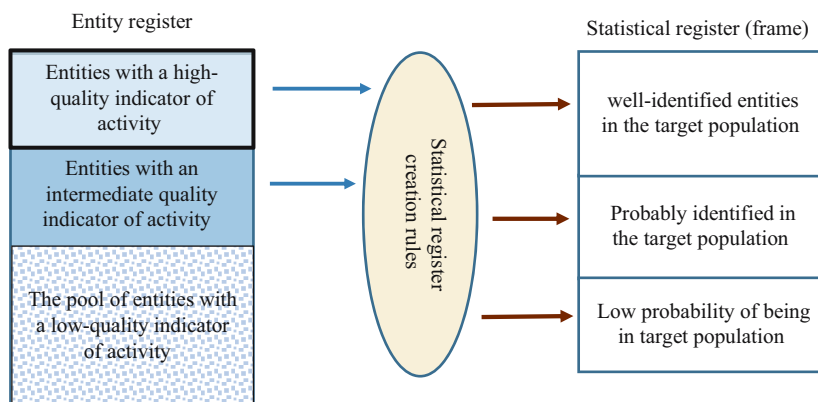 Entity register
Entities with a high-
quality indicator of
activity
Entities with an
intermediate quality
indicator of activity
The pool of entities with
a low-quality indicator
of activity
Statistical register
creation rules
Statistical register (frame)
well-identified entities
in the target population
Probably identified in
the target population
Low probability of being
in target population